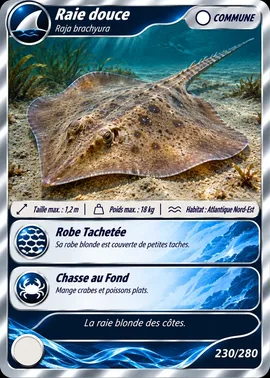 Raie douce
Raja brachyura
COMMUNE
Taille max. : 1,2 m
Poids max. : 18 kg
Habitat : Atlantique Nord-Est
Robe Tachetée
Sa robe blonde est couverte de petites taches.
Chasse au Fond
Mange crabes et poissons plats.
La raie blonde des côtes.
230/280